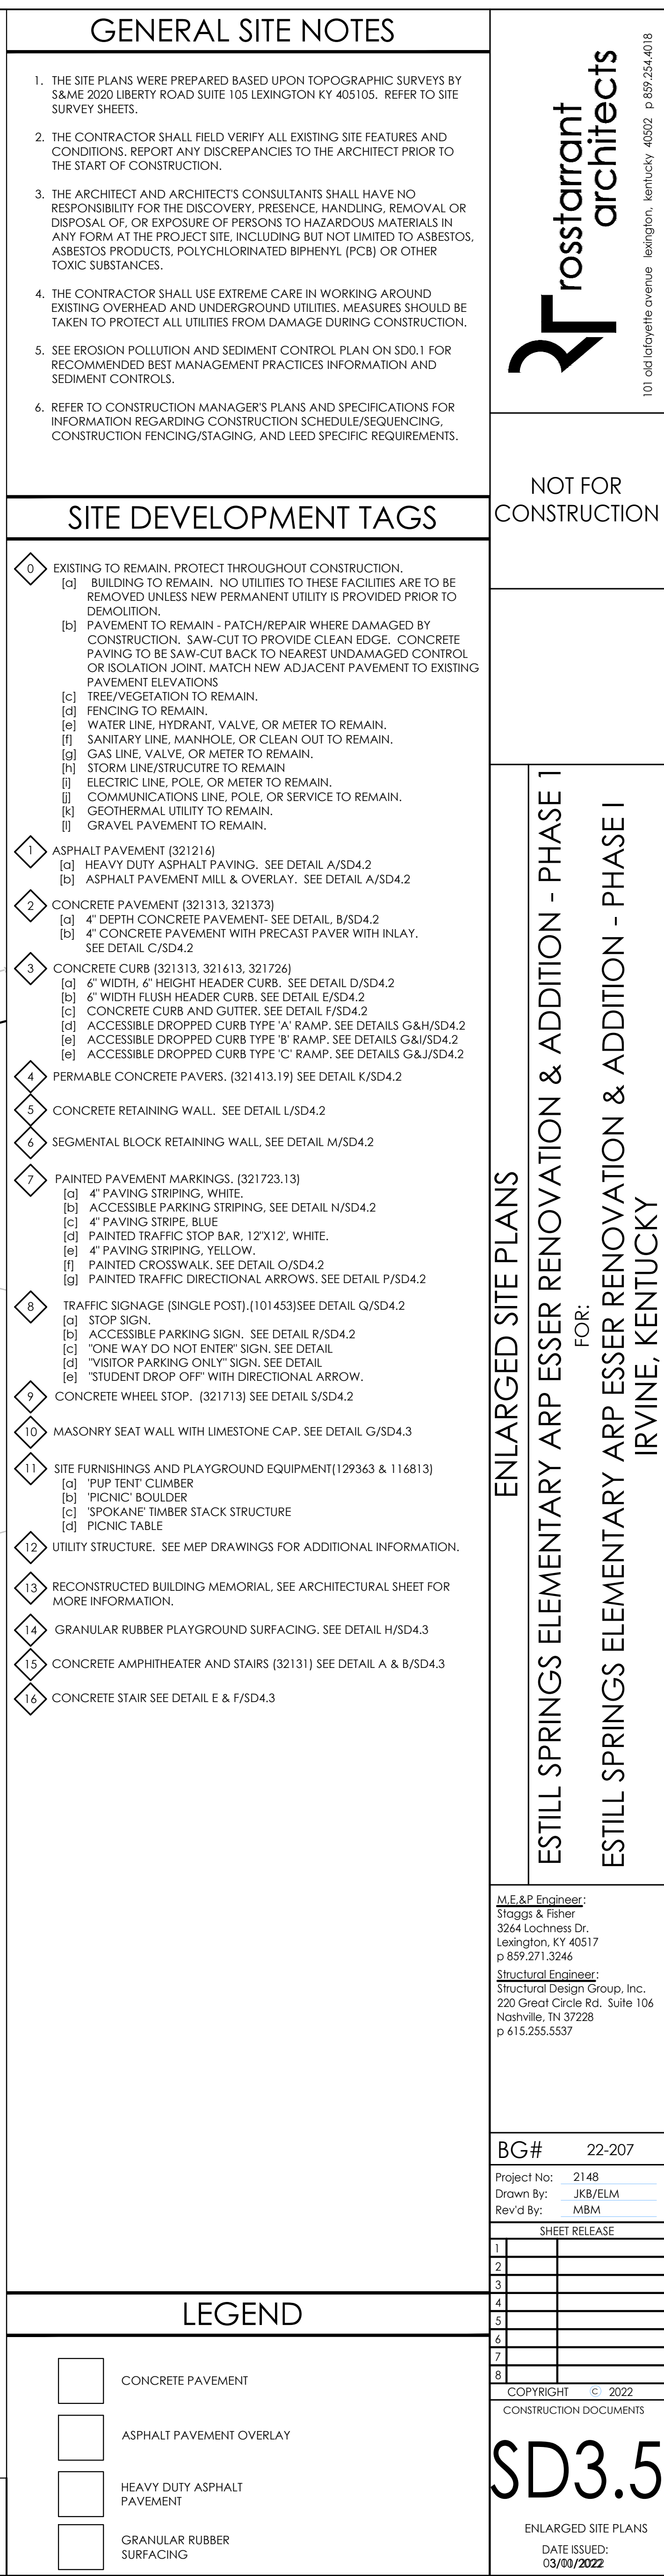 GENERAL SITE NOTES
1. THE SITE PLANS WERE PREPARED BASED UPON TOPOGRAPHIC SURVEYS BY
S&ME 2020 LIBERTY ROAD SUITE 105 LEXINGTON KY 405105. REFER TO SITE
SURVEY SHEETS.
2. THE CONTRACTOR SHALL FIELD VERIFY ALL EXISTING SITE FEATURES AND
CONDITIONS. REPORT ANY DISCREPANCIES TO THE ARCHITECT PRIOR TO
THE START OF CONSTRUCTION.
3. THE ARCHITECT AND ARCHITECT'S CONSULTANTS SHALL HAVE NO
RESPONSIBILITY FOR THE DISCOVERY, PRESENCE, HANDLING, REMOVAL OR
DISPOSAL OF, OR EXPOSURE OF PERSONS TO HAZARDOUS MATERIALS IN
ANY FORM AT THE PROJECT SITE, INCLUDING BUT NOT LIMITED TO ASBESTOS,
ASBESTOS PRODUCTS, POLYCHLORINATED BIPHENYL (PCB) OR OTHER
TOXIC SUBSTANCES.
4. THE CONTRACTOR SHALL USE EXTREME CARE IN WORKING AROUND
EXISTING OVERHEAD AND UNDERGROUND UTILITIES. MEASURES SHOULD BE
TAKEN TO PROTECT ALL UTILITIES FROM DAMAGE DURING CONSTRUCTION.
5. SEE EROSION POLLUTION AND SEDIMENT CONTROL PLAN ON SD0.1 FOR
RECOMMENDED BEST MANAGEMENT PRACTICES INFORMATION AND
SEDIMENT CONTROLS.
6. REFER TO CONSTRUCTION MANAGER'S PLANS AND SPECIFICATIONS FOR
INFORMATION REGARDING CONSTRUCTION SCHEDULE/SEQUENCING,
CONSTRUCTION FENCING/STAGING, AND LEED SPECIFIC REQUIREMENTS.
SITE DEVELOPMENT TAGS
0 EXISTING TO REMAIN. PROTECT THROUGHOUT CONSTRUCTION.
[a] BUILDING TO REMAIN. NO UTILITIES TO THESE FACILITIES ARE TO BE
REMOVED UNLESS NEW PERMANENT UTILITY IS PROVIDED PRIOR TO
DEMOLITION.
[b] PAVEMENT TO REMAIN - PATCH/REPAIR WHERE DAMAGED BY
CONSTRUCTION. SAW-CUT TO PROVIDE CLEAN EDGE. CONCRETE
PAVING TO BE SAW-CUT BACK TO NEAREST UNDAMAGED CONTROL
OR ISOLATION JOINT. MATCH NEW ADJACENT PAVEMENT TO EXISTING
PAVEMENT ELEVATIONS
[c] TREE/VEGETATION TO REMAIN.
[d] FENCING TO REMAIN.
[e] WATER LINE, HYDRANT, VALVE, OR METER TO REMAIN.
[f] SANITARY LINE, MANHOLE, OR CLEAN OUT TO REMAIN.
[g] GAS LINE, VALVE, OR METER TO REMAIN.
[h] STORM LINE/STRUCUTRE TO REMAIN
[i] ELECTRIC LINE, POLE, OR METER TO REMAIN.
[j] COMMUNICATIONS LINE, POLE, OR SERVICE TO REMAIN.
[k] GEOTHERMAL UTILITY TO REMAIN.
[l] GRAVEL PAVEMENT TO REMAIN.
1 ASPHALT PAVEMENT (321216)
[a] HEAVY DUTY ASPHALT PAVING. SEE DETAIL A/SD4.2
[b] ASPHALT PAVEMENT MILL & OVERLAY. SEE DETAIL A/SD4.2
2 CONCRETE PAVEMENT (321313, 321373)
[a] 4" DEPTH CONCRETE PAVEMENT- SEE DETAIL, B/SD4.2
[b] 4" CONCRETE PAVEMENT WITH PRECAST PAVER WITH INLAY.
SEE DETAIL C/SD4.2
3 CONCRETE CURB (321313, 321613, 321726)
[a] 6" WIDTH, 6" HEIGHT HEADER CURB. SEE DETAIL D/SD4.2
[b] 6" WIDTH FLUSH HEADER CURB. SEE DETAIL E/SD4.2
[c] CONCRETE CURB AND GUTTER. SEE DETAIL F/SD4.2
[d] ACCESSIBLE DROPPED CURB TYPE 'A' RAMP. SEE DETAILS G&H/SD4.2
[e] ACCESSIBLE DROPPED CURB TYPE 'B' RAMP. SEE DETAILS G&I/SD4.2
[e] ACCESSIBLE DROPPED CURB TYPE 'C' RAMP. SEE DETAILS G&J/SD4.2
4 PERMABLE CONCRETE PAVERS. (321413.19) SEE DETAIL K/SD4.2
5 CONCRETE RETAINING WALL. SEE DETAIL L/SD4.2
6 SEGMENTAL BLOCK RETAINING WALL, SEE DETAIL M/SD4.2
7 PAINTED PAVEMENT MARKINGS. (321723.13)
[a] 4" PAVING STRIPING, WHITE.
[b] ACCESSIBLE PARKING STRIPING, SEE DETAIL N/SD4.2
[c] 4" PAVING STRIPE, BLUE
[d] PAINTED TRAFFIC STOP BAR, 12"X12', WHITE.
[e] 4" PAVING STRIPING, YELLOW.
[f] PAINTED CROSSWALK. SEE DETAIL O/SD4.2
[g] PAINTED TRAFFIC DIRECTIONAL ARROWS. SEE DETAIL P/SD4.2
8 TRAFFIC SIGNAGE (SINGLE POST).(101453)SEE DETAIL Q/SD4.2
[a] STOP SIGN.
[b] ACCESSIBLE PARKING SIGN. SEE DETAIL R/SD4.2
[c] "ONE WAY DO NOT ENTER" SIGN. SEE DETAIL
[d] "VISITOR PARKING ONLY" SIGN. SEE DETAIL
[e] "STUDENT DROP OFF" WITH DIRECTIONAL ARROW.
9 CONCRETE WHEEL STOP. (321713) SEE DETAIL S/SD4.2
10 MASONRY SEAT WALL WITH LIMESTONE CAP. SEE DETAIL G/SD4.3
11 SITE FURNISHINGS AND PLAYGROUND EQUIPMENT(129363 & 116813)
[a] 'PUP TENT' CLIMBER
[b] 'PICNIC' BOULDER
[c] 'SPOKANE' TIMBER STACK STRUCTURE
[d] PICNIC TABLE
12 UTILITY STRUCTURE. SEE MEP DRAWINGS FOR ADDITIONAL INFORMATION.
13 RECONSTRUCTED BUILDING MEMORIAL, SEE ARCHITECTURAL SHEET FOR
MORE INFORMATION.
14 GRANULAR RUBBER PLAYGROUND SURFACING. SEE DETAIL H/SD4.3
15 CONCRETE AMPHITHEATER AND STAIRS (32131) SEE DETAIL A & B/SD4.3
16 CONCRETE STAIR SEE DETAIL E & F/SD4.3
LEGEND
CONCRETE PAVEMENT
ASPHALT PAVEMENT OVERLAY
HEAVY DUTY ASPHALT
PAVEMENT
GRANULAR RUBBER
SURFACING
rosstarrant
architects
101 old lafayette avenue lexington, kentucky 40502 p 859.254.4018
NOT FOR
CONSTRUCTION
ENLARGED SITE PLANS
ESTILL SPRINGS ELEMENTARY ARP ESSER RENOVATION & ADDITION - PHASE 1
FOR:
ESTILL SPRINGS ELEMENTARY ARP ESSER RENOVATION & ADDITION - PHASE I
IRVINE, KENTUCKY
M,E,&P Engineer:
Staggs & Fisher
3264 Lochness Dr.
Lexington, KY 40517
p 859.271.3246
Structural Engineer:
Structural Design Group, Inc.
220 Great Circle Rd. Suite 106
Nashville, TN 37228
p 615.255.5537
BG# 22-207
Project No: 2148
Drawn By: JKB/ELM
Rev'd By: MBM
SHEET RELEASE
1
2
3
4
5
6
7
8
COPYRIGHT © 2022
CONSTRUCTION DOCUMENTS
SD3.5
ENLARGED SITE PLANS
DATE ISSUED: